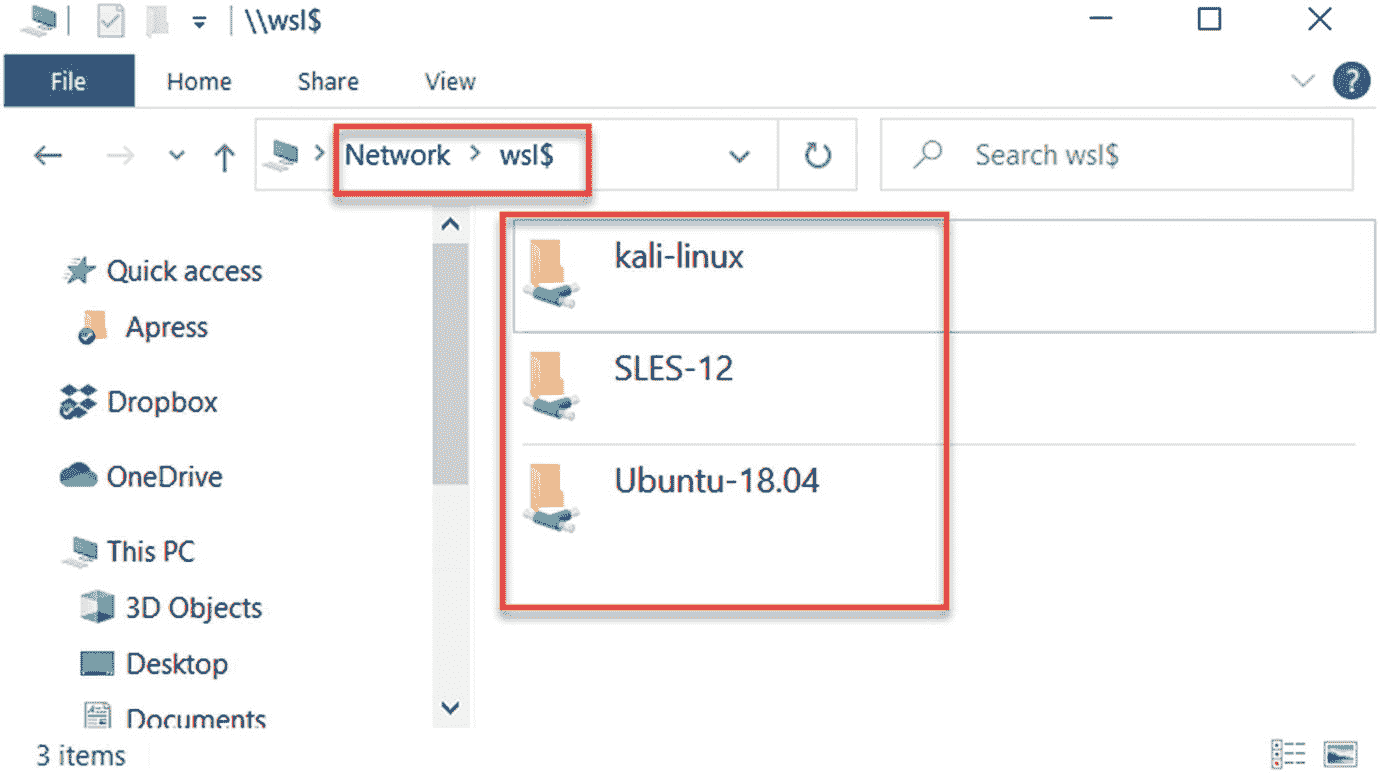 \\wsl$
File Home Share View
Network > wsl$
Search wsl$
Quick access
Apress
Dropbox
OneDrive
This PC
3D Objects
Desktop
Documents
kali-linux
SLES-12
Ubuntu-18.04
3 items